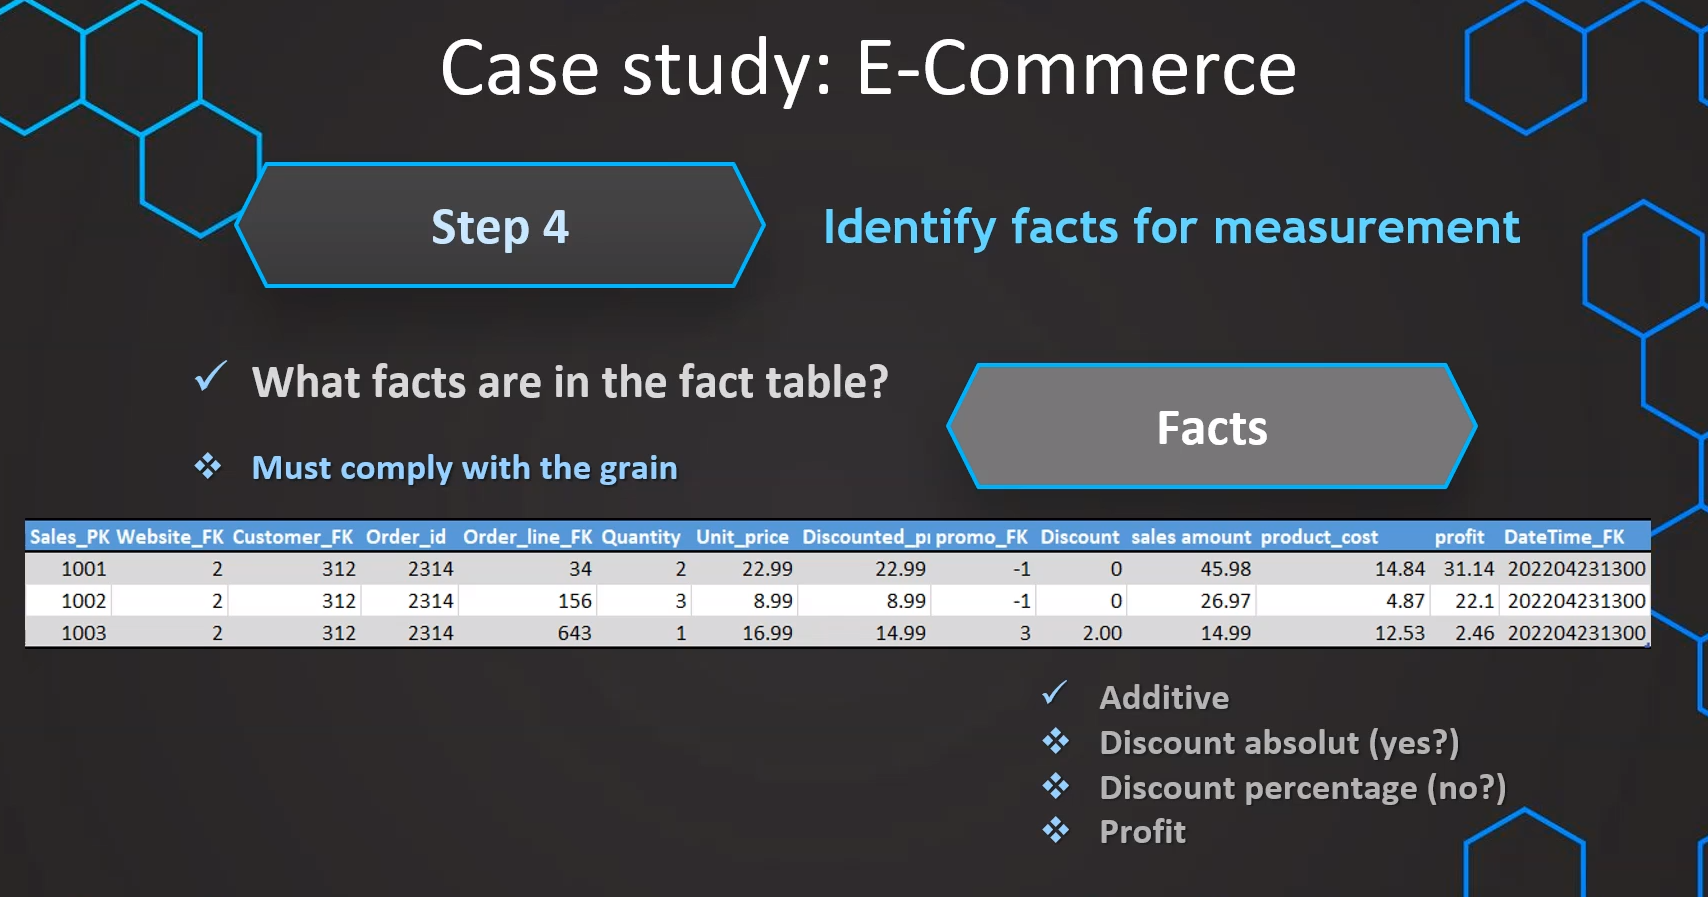 Case study: E-Commerce
Step 4
Identify facts for measurement
What facts are in the fact table?
Must comply with the grain
Facts
Sales_PK Website_FK Customer_FK Order_id Order_line_FK Quantity Unit_price Discounted_pr promo_FK Discount sales amount product_cost profit DateTime_FK
1001 2 312 2314 34 2 22.99 22.99 -1 0 45.98 14.84 31.14 202204231300
1002 2 312 2314 156 3 8.99 8.99 -1 0 26.97 4.87 22.1 202204231300
1003 2 312 2314 643 1 16.99 14.99 3 2.00 14.99 12.53 2.46 202204231300
Additive
Discount absolut (yes?)
Discount percentage (no?)
Profit